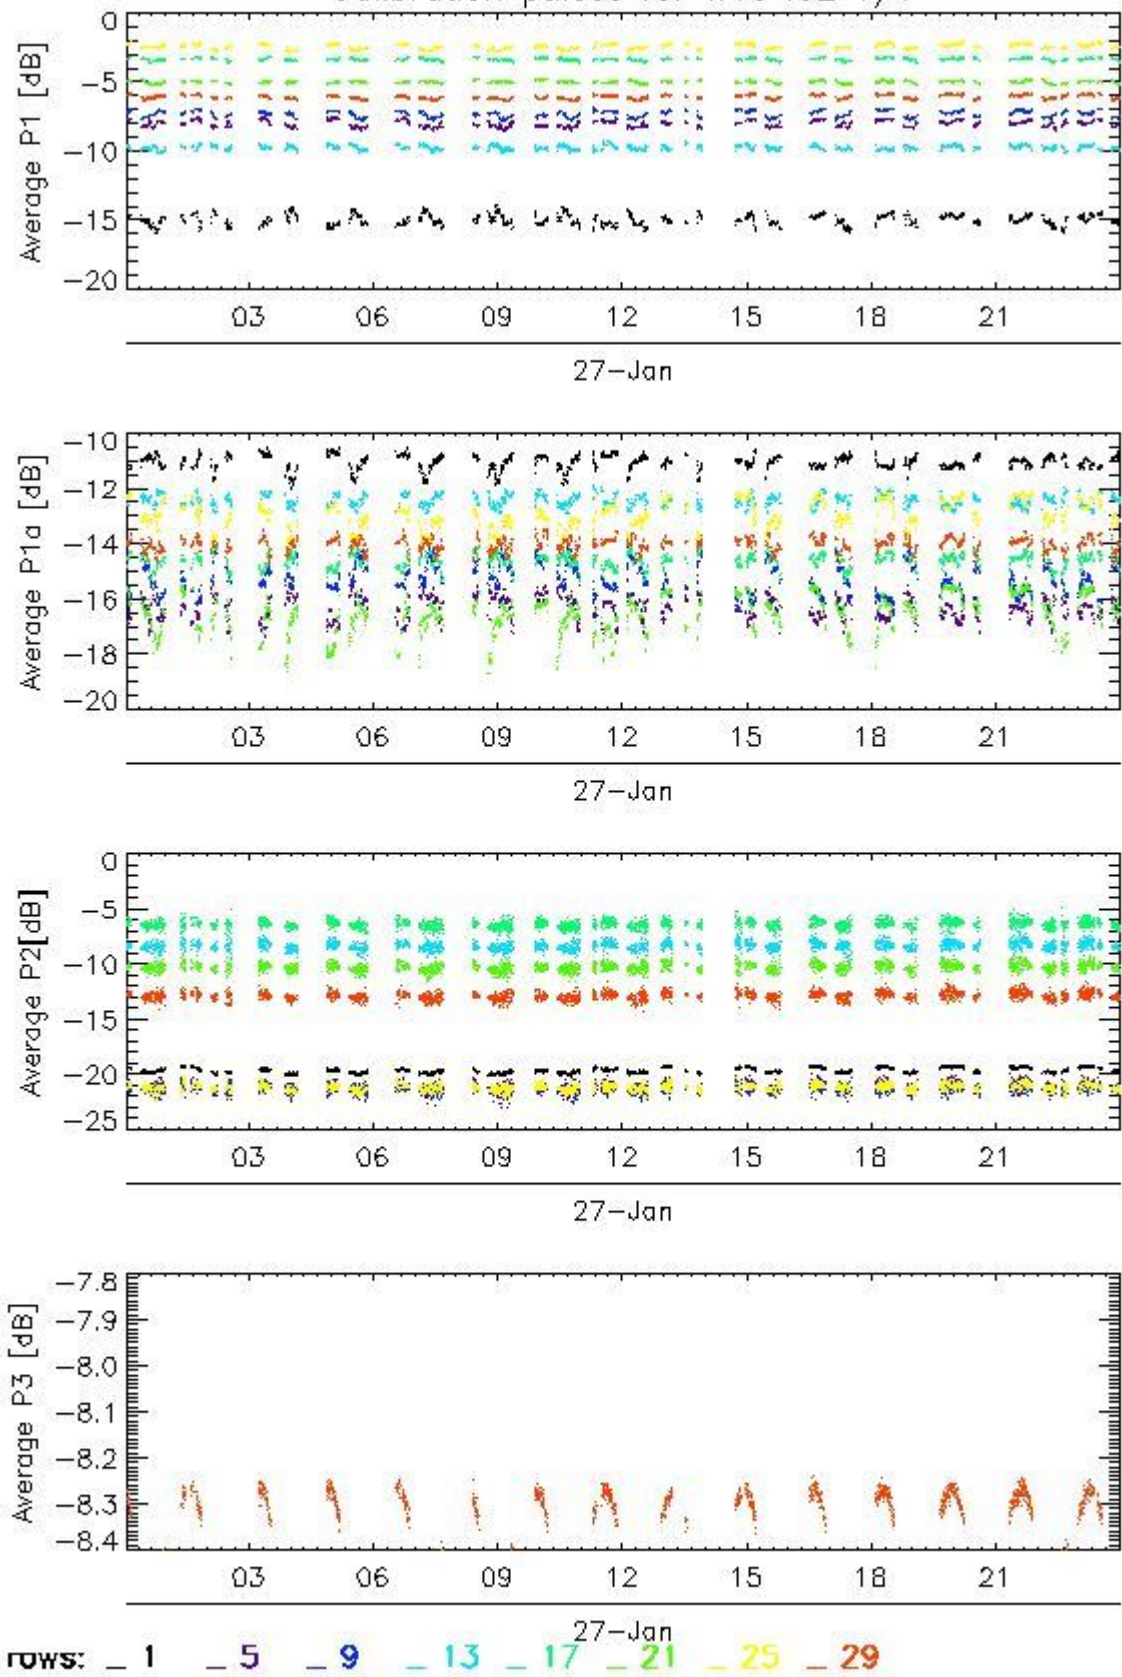 0
−5
−10
−15
−20
Average P1 [dB]
03 06 09 12 15 18 21
27−Jan
−10
−12
−14
−16
−18
−20
Average P1a [dB]
03 06 09 12 15 18 21
27−Jan
0
−5
−10
−15
−20
−25
Average P2[dB]
03 06 09 12 15 18 21
27−Jan
−7.8
−7.9
−8.0
−8.1
−8.2
−8.3
−8.4
Average P3 [dB]
03 06 09 12 15 18 21
27−Jan
rows: _ 1 _ 5 _ 9 _ 13 _ 17 _ 21 _ 25 _ 29